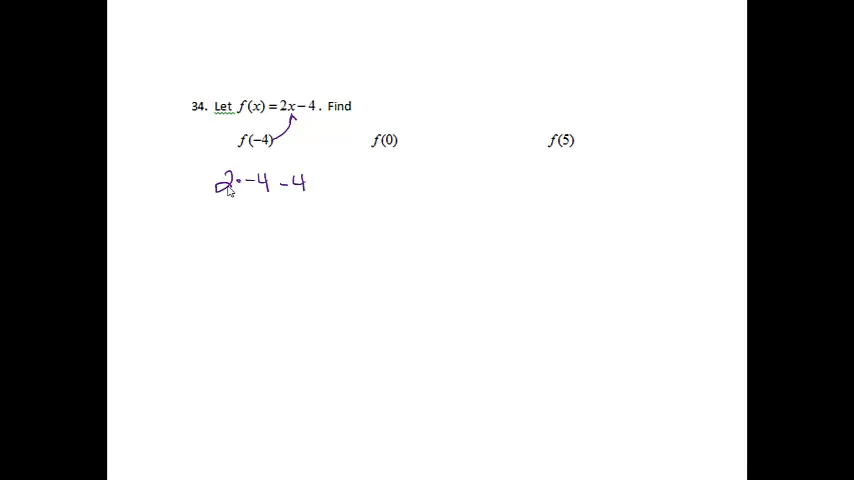 34. Let f(x) = 2x − 4 . Find
f(−4) f(0) f(5)
2 · −4 − 4